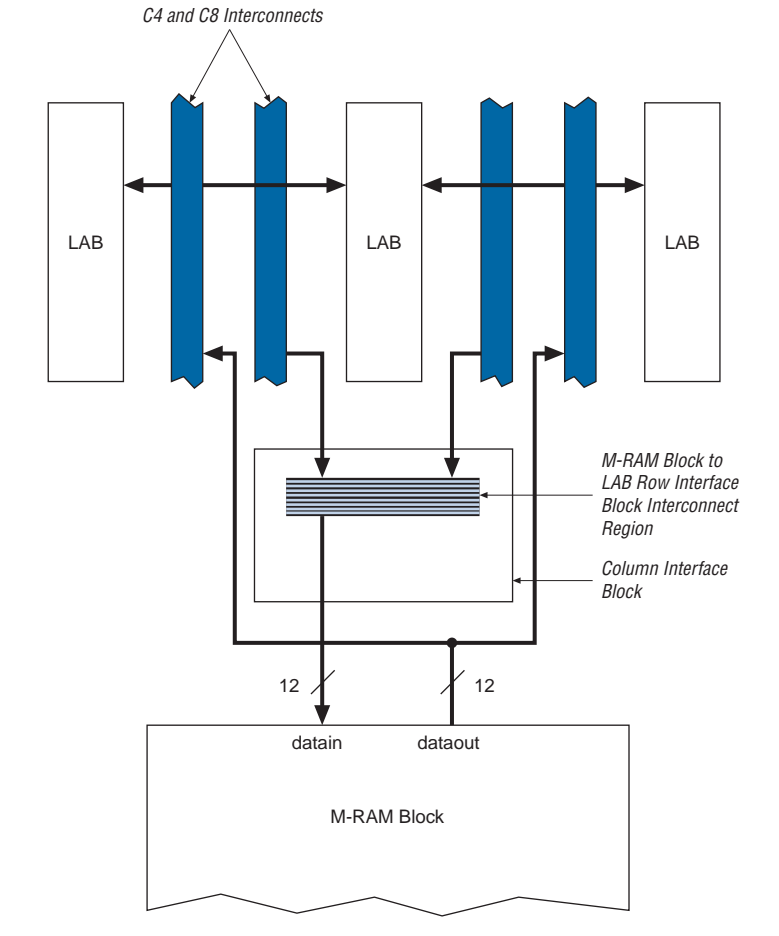 C4 and C8 Interconnects
LAB
LAB
LAB
M-RAM Block to
LAB Row Interface
Block Interconnect
Region
Column Interface
Block
12
12
datain
dataout
M-RAM Block